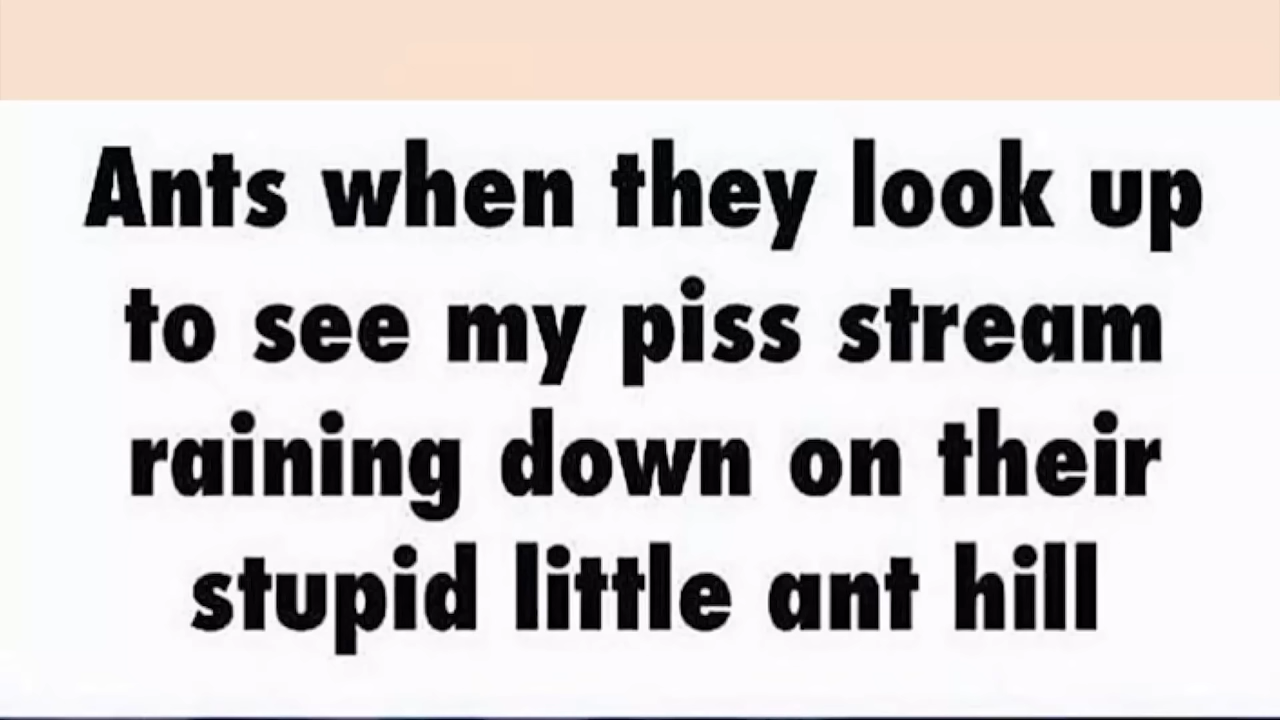 Ants when they look up
to see my piss stream
raining down on their
stupid little ant hill